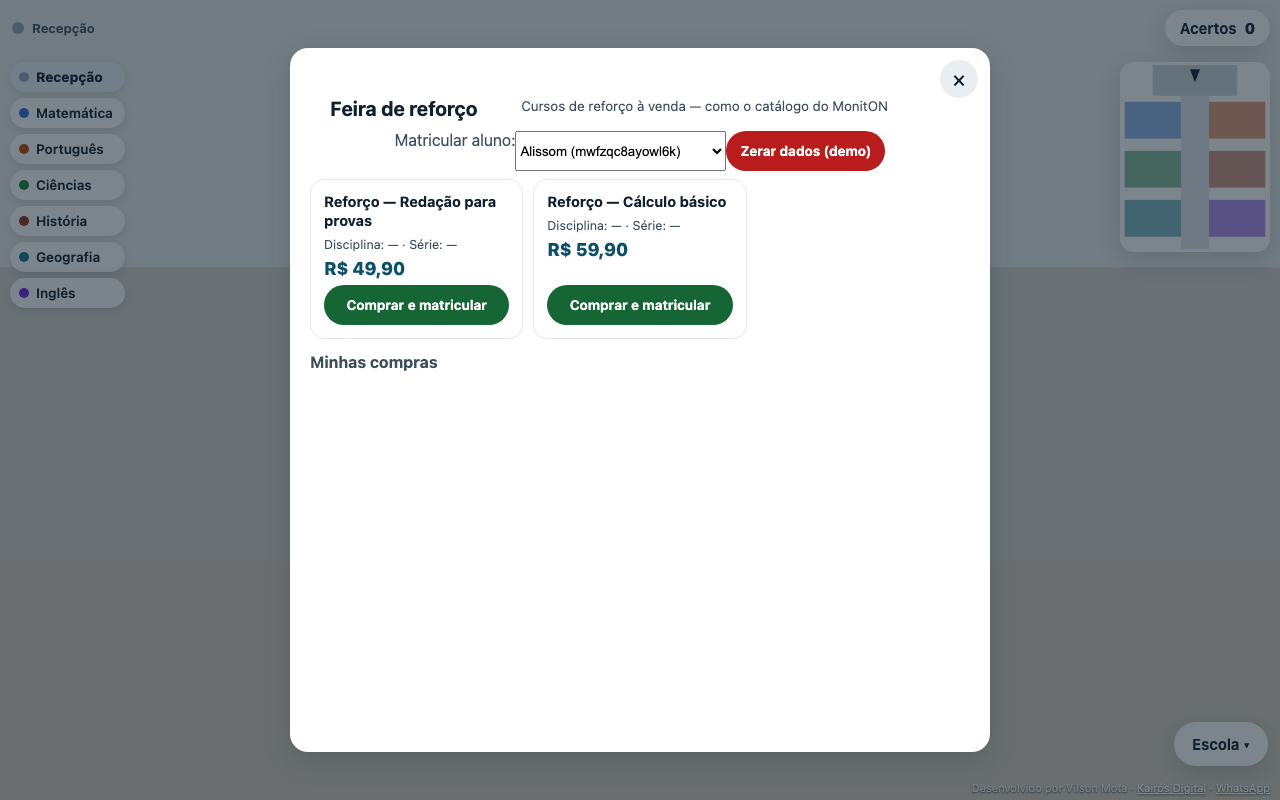 Recepção
Acertos 0
Recepção
Matemática
Português
Ciências
História
Geografia
Inglês
×
Feira de reforço
Cursos de reforço à venda — como o catálogo do MonitON
Matricular aluno:
Alissom (mwfzqc8ayowl6k)
Zerar dados (demo)
Reforço — Redação para
provas
Disciplina: — · Série: —
R$ 49,90
Comprar e matricular
Reforço — Cálculo básico
Disciplina: — · Série: —
R$ 59,90
Comprar e matricular
Minhas compras
Escola ▾
Desenvolvido por Vilson Mota · Kairós Digital · WhatsApp